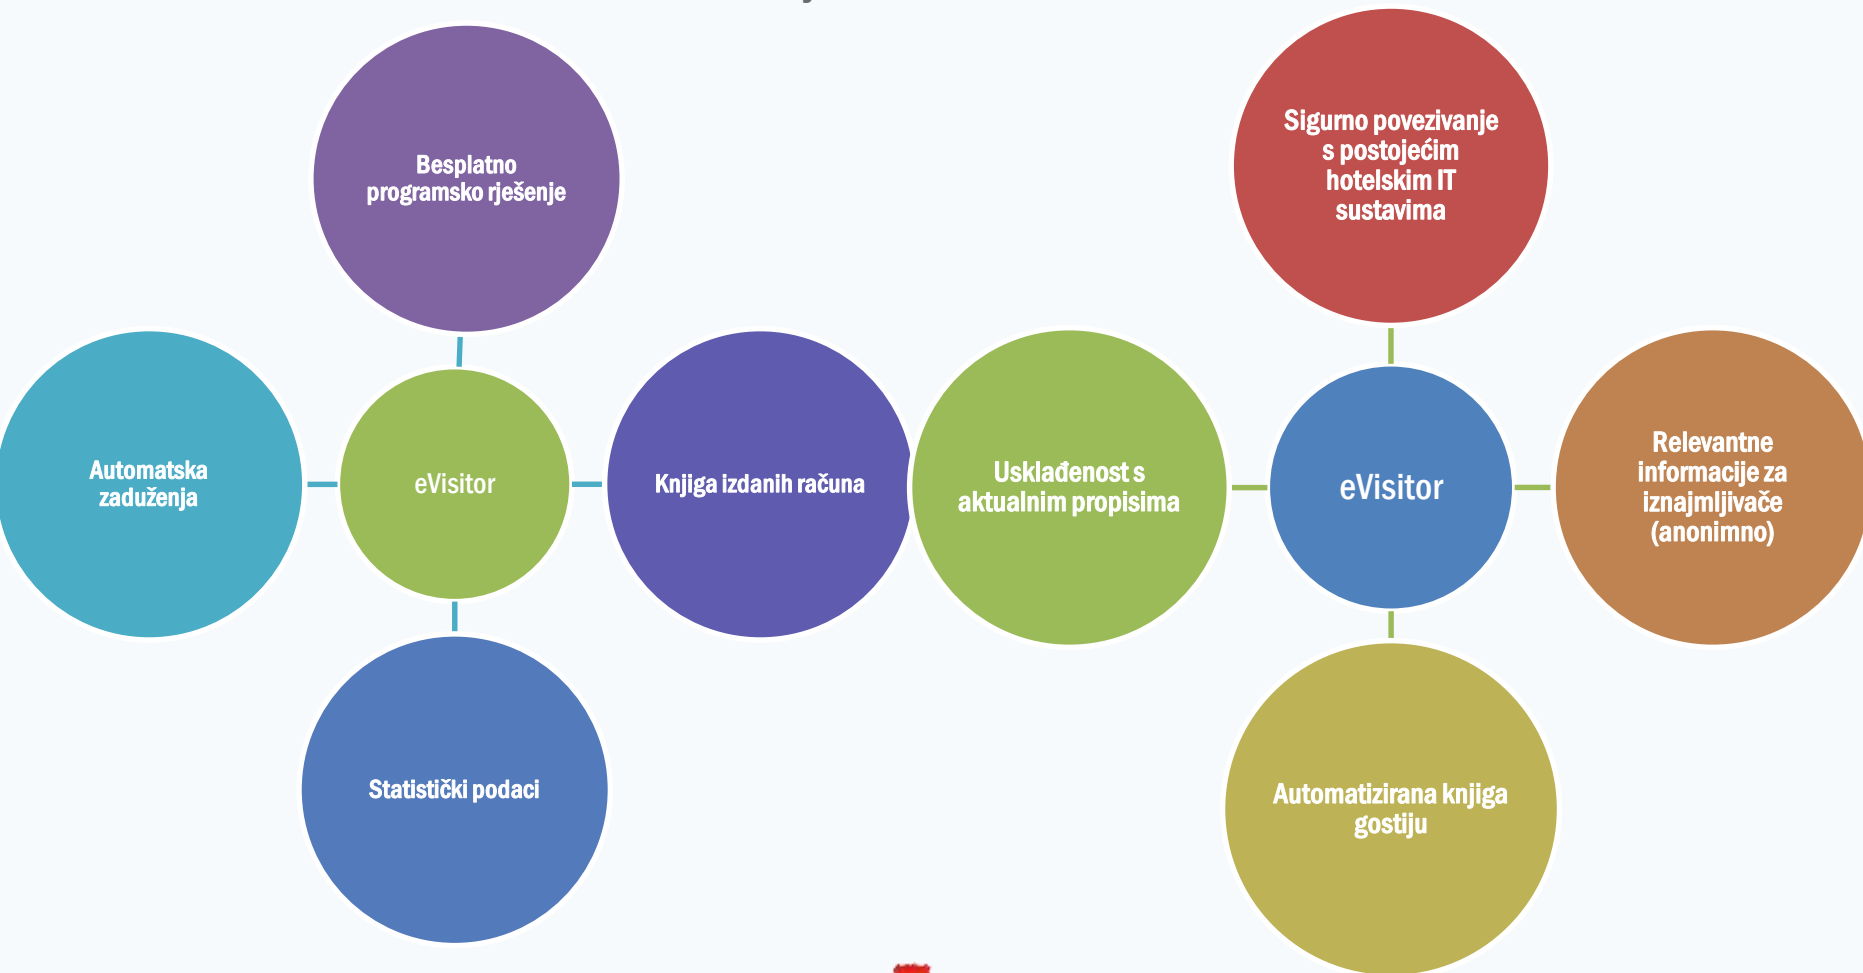 Besplatno
programsko rješenje
Automatska
zaduženja
eVisitor
Knjiga izdanih računa
Statistički podaci
Sigurno povezivanje
s postojećim
hotelskim IT
sustavima
Usklađenost s
aktualnim propisima
eVisitor
Relevantne
informacije za
iznajmljivače
(anonimno)
Automatizirana knjiga
gostiju